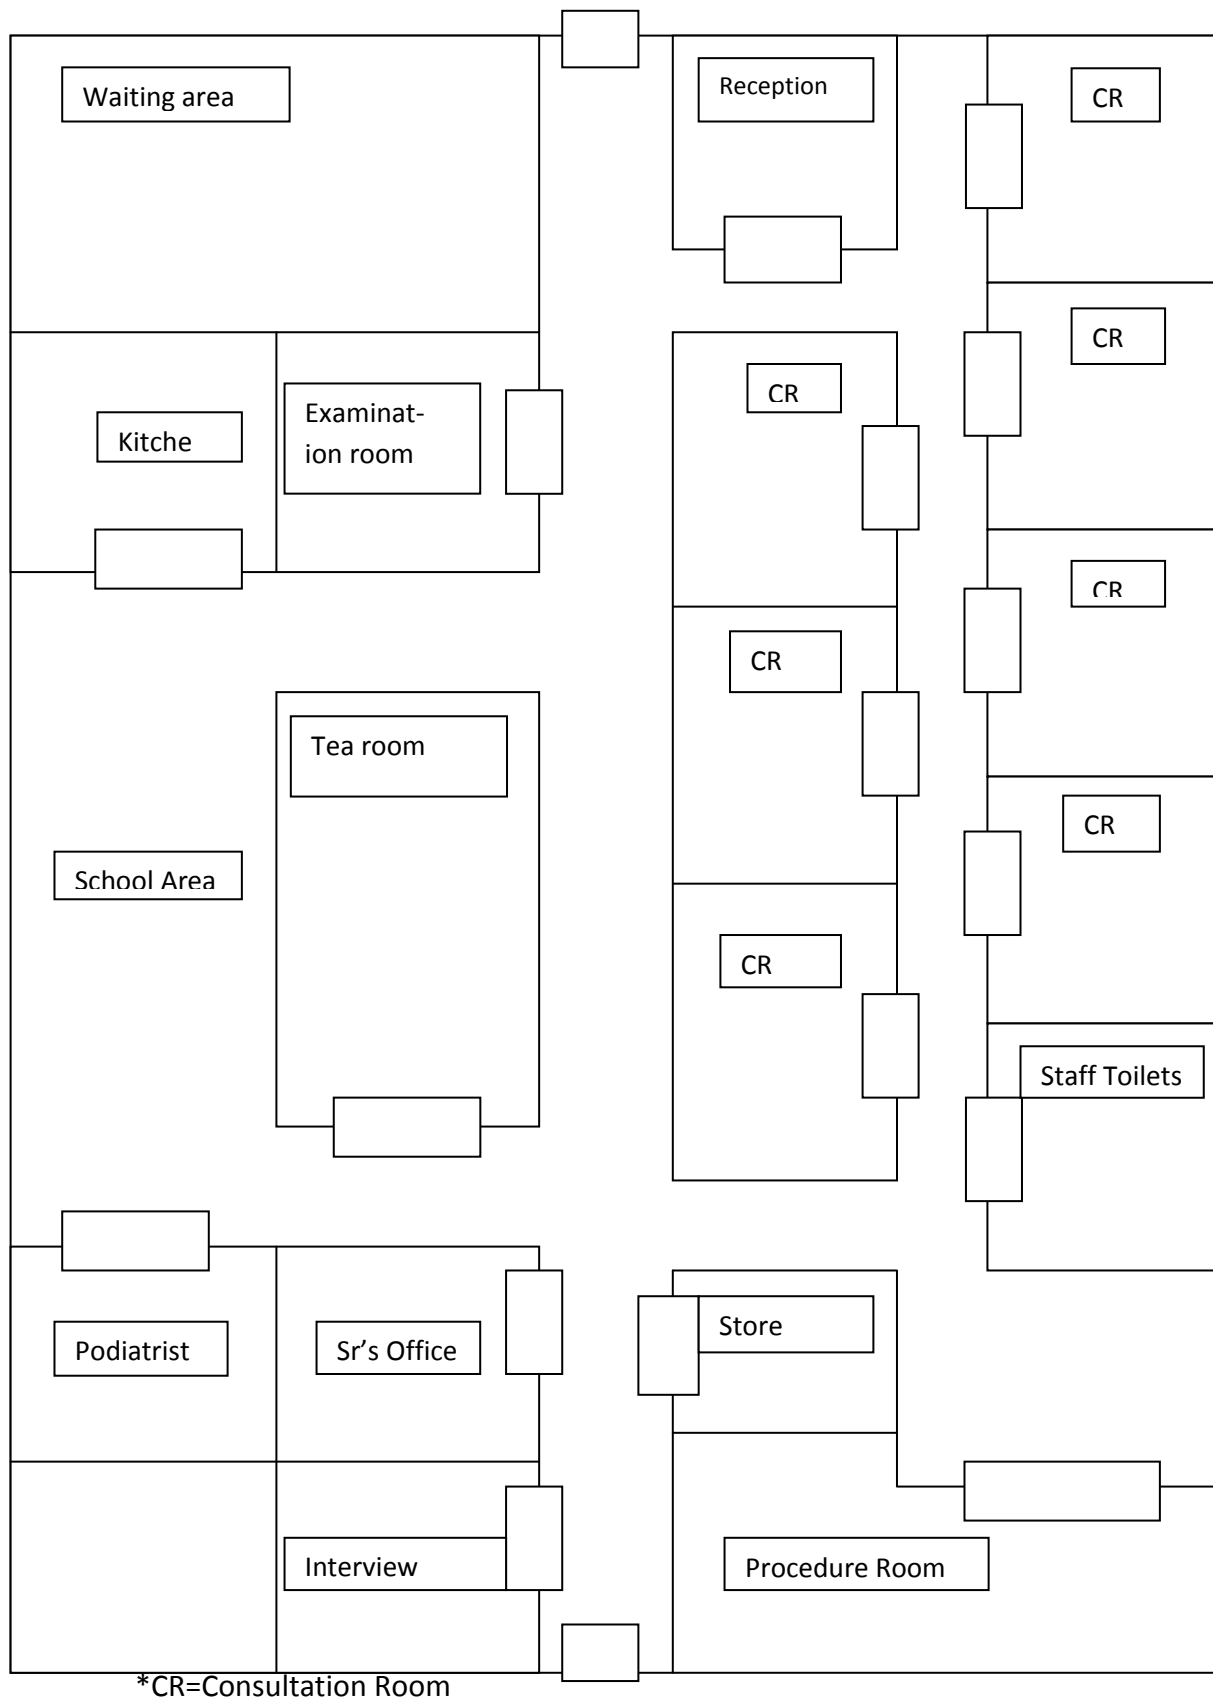 Waiting area
Reception
CR
CR
CR
Kitche
Examinat-
ion room
CR
CR
Tea room
CR
School Area
CR
Staff Toilets
Podiatrist
Sr's Office
Store
Interview
Procedure Room
*CR=Consultation Room